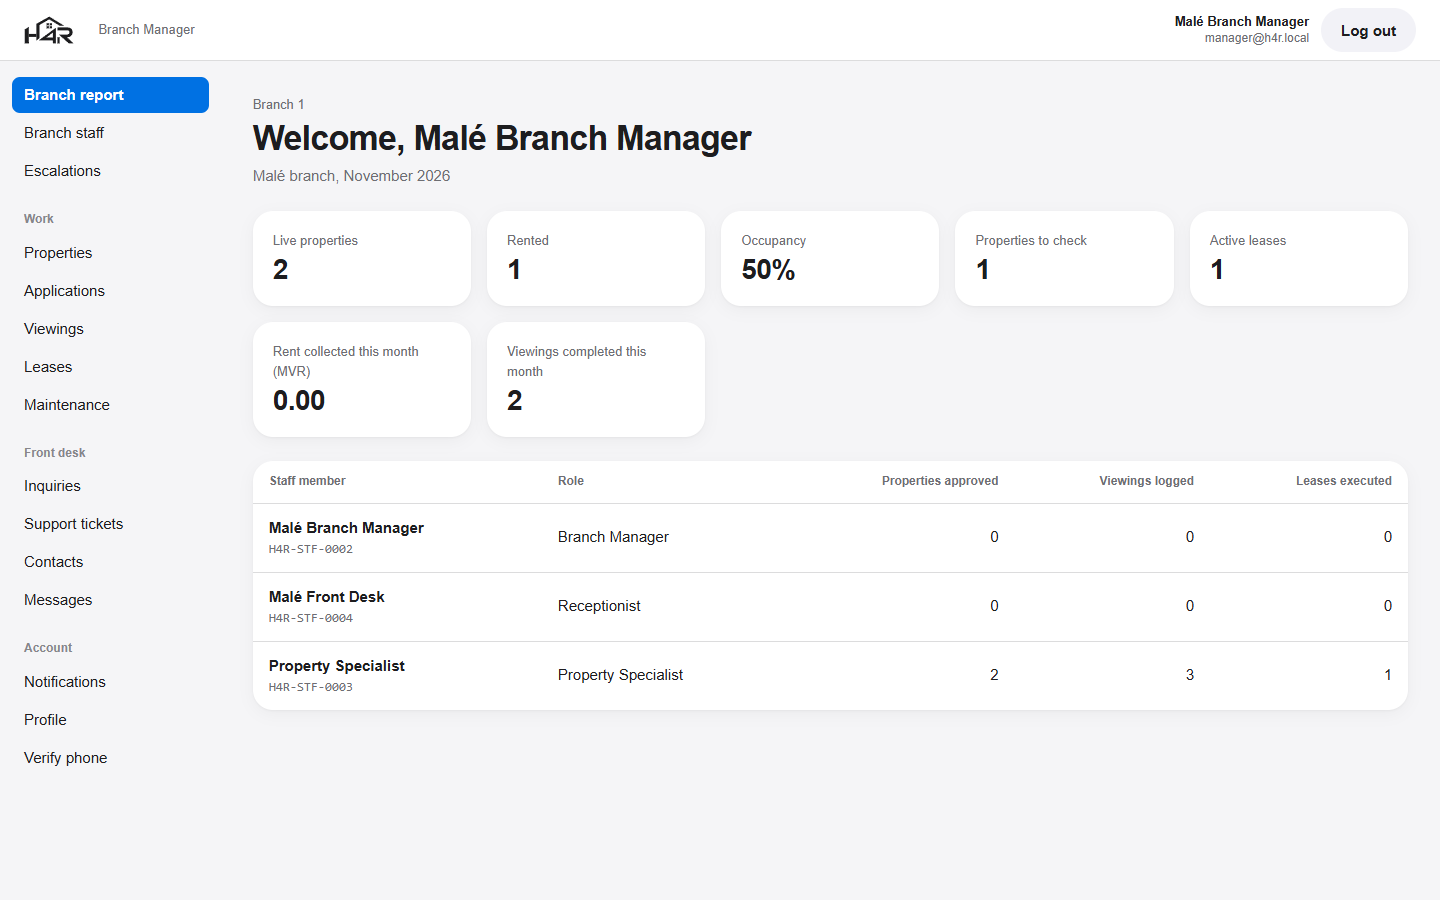 H4R
Branch Manager
Malé Branch Manager
manager@h4r.local
Log out
Branch report
Branch staff
Escalations
Work
Properties
Applications
Viewings
Leases
Maintenance
Front desk
Inquiries
Support tickets
Contacts
Messages
Account
Notifications
Profile
Verify phone
Branch 1
Welcome, Malé Branch Manager
Malé branch, November 2026
Live properties
2
Rented
1
Occupancy
50%
Properties to check
1
Active leases
1
Rent collected this month
(MVR)
0.00
Viewings completed this
month
2
Staff member Role Properties approved Viewings logged Leases executed
Malé Branch Manager
H4R-STF-0002
Branch Manager 0 0 0
Malé Front Desk
H4R-STF-0004
Receptionist 0 0 0
Property Specialist
H4R-STF-0003
Property Specialist 2 3 1